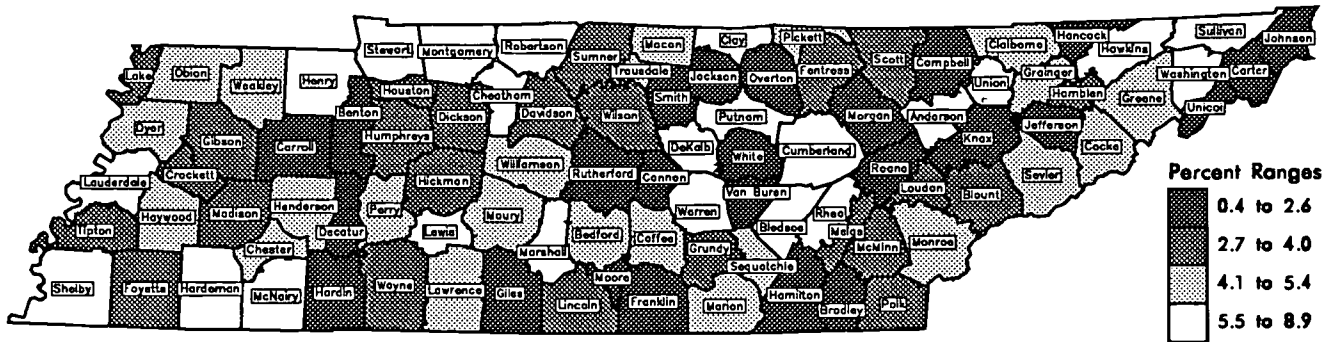 Stewart
Montgomery
Robertson
Sumner
Macon
Clay
Pickett
Claiborne
Hancock
Hawkins
Sullivan
Johnson
Lake
Obion
Weakley
Henry
Houston
Cheatham
Trousdale
Jackson
Overton
Fentress
Scott
Campbell
Union
Grainger
Hamblen
Greene
Washington
Carter
Unicoi
Dyer
Gibson
Carroll
Benton
Humphreys
Dickson
Davidson
Wilson
Smith
Putnam
Morgan
Anderson
Knox
Jefferson
Cocke
Lauderdale
Crockett
Haywood
Madison
Henderson
Decatur
Perry
Hickman
Williamson
Rutherford
Cannon
DeKalb
White
Cumberland
Roane
Loudon
Blount
Sevier
Tipton
Chester
Lewis
Maury
Marshall
Bedford
Coffee
Warren
Van Buren
Bledsoe
Rhea
Meigs
McMinn
Monroe
Shelby
Fayette
Hardeman
McNairy
Hardin
Wayne
Lawrence
Giles
Lincoln
Moore
Franklin
Grundy
Sequatchie
Marion
Hamilton
Bradley
Polk
Percent Ranges
0.4 to 2.6
2.7 to 4.0
4.1 to 5.4
5.5 to 8.9